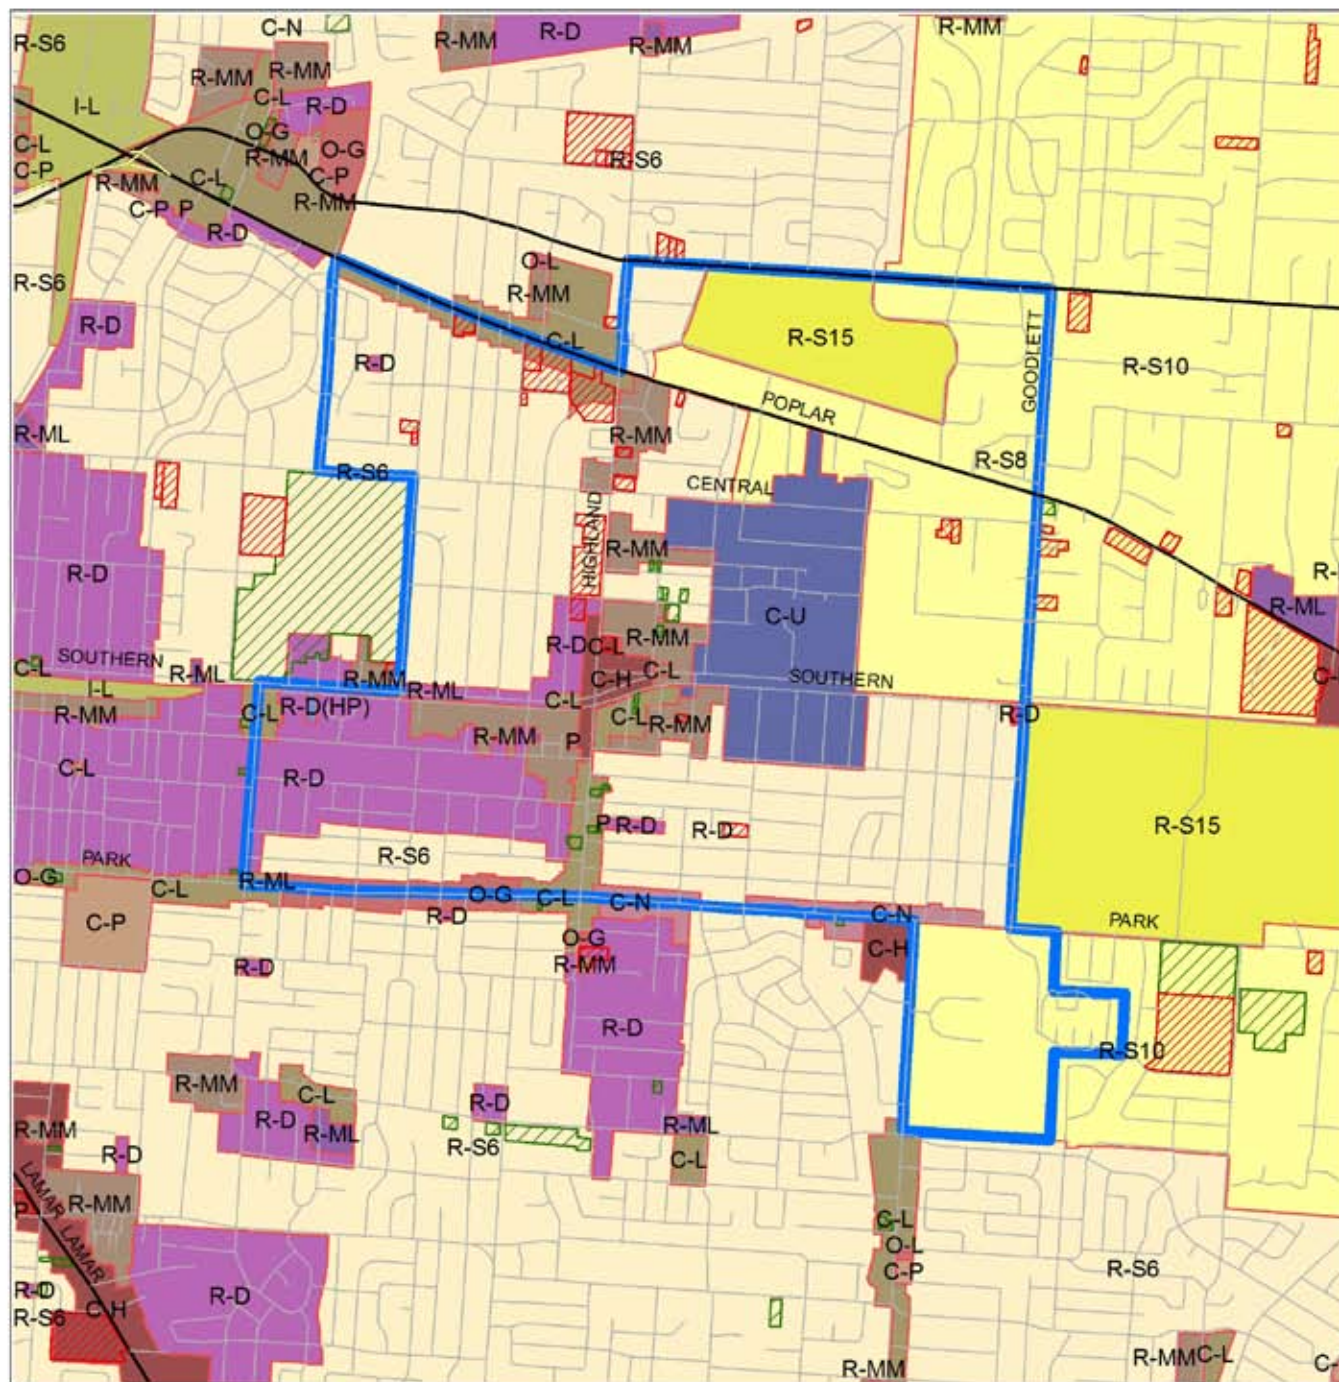 C-N
R-S6
R-MM
R-D
R-MM
R-MM
R-MM
R-MM
C-L
R-D
I-L
O-G
C-L
R-MM
O-G
R-S6
C-P
C-P
R-MM
C-L
R-MM
C-P P
R-D
O-L
R-S6
R-MM
R-D
C-L
R-S15
GOODLETT
R-D
R-S10
POPLAR
R-ML
R-MM
R-S6
R-S8
CENTRAL
HIGHLAND
R-MM
R-D
R-
R-ML
C-U
R-MM
R-D
C-L
SOUTHERN
C-L
R-ML
C-L
C-H
SOUTHERN
R-MM
R-ML
I-L
C-L
R-D(HP)
C-L
R-MM
C-L
R-MM
R-D
R-MM
P
C-L
R-D
P
R-D
R-D
R-S15
R-S6
PARK
O-G
C-L
R-ML
O-G
C-L
C-N
R-D
C-N
PARK
C-P
O-G
C-H
R-MM
R-D
R-D
R-S10
R-MM
C-L
R-D
R-D
R-ML
R-ML
R-MM
R-S6
R-D
C-L
R-MM
LAMAR
LAMAR
P
C-L
O-L
C-P
R-S6
R-D
R-D
C-H
R-S6
R-MM
R-MM
C-L
C-